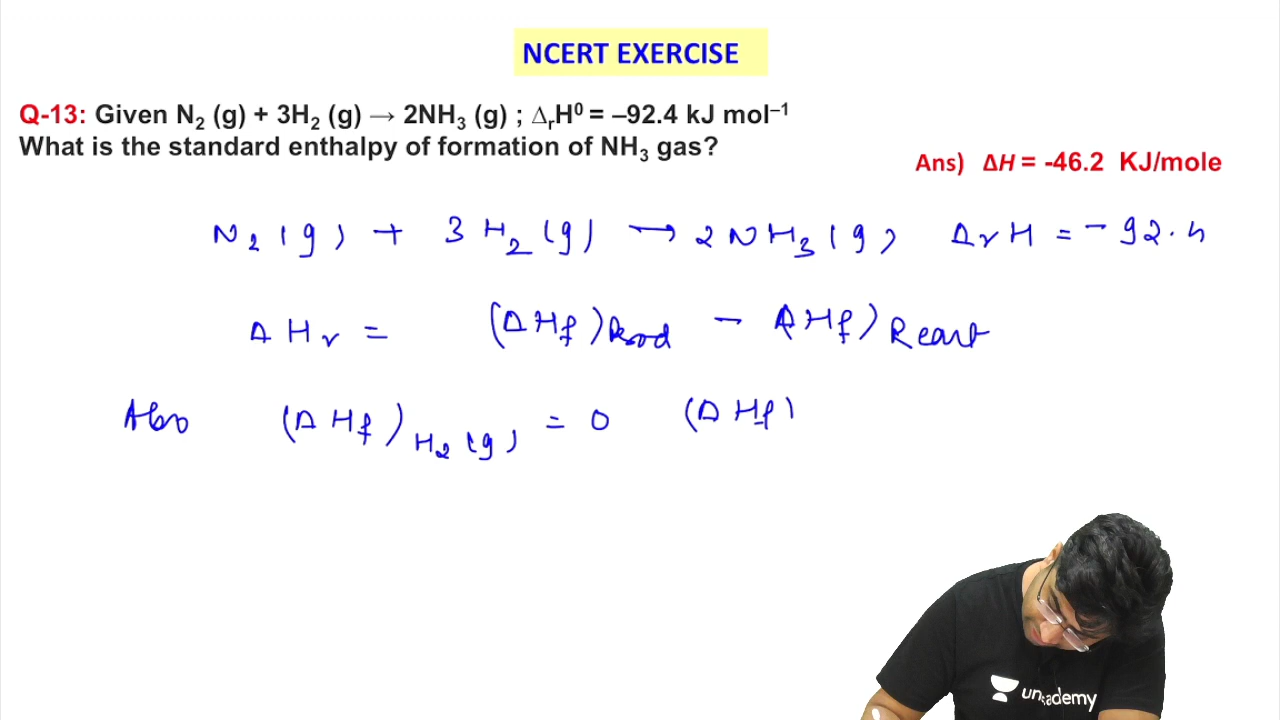 NCERT EXERCISE
Q-13: Given N₂ (g) + 3H₂ (g) → 2NH₃ (g) ; ΔᵣH⁰ = –92.4 kJ mol⁻¹
What is the standard enthalpy of formation of NH₃ gas?
Ans) ΔH = -46.2 KJ/mole
N₂ (g) + 3 H₂ (g) → 2 NH₃ (g) ΔrH = - 92.4
ΔHr = (ΔHf)Prod - (ΔHf)React
Also (ΔHf)H₂(g) = 0 (ΔHf)
unacademy